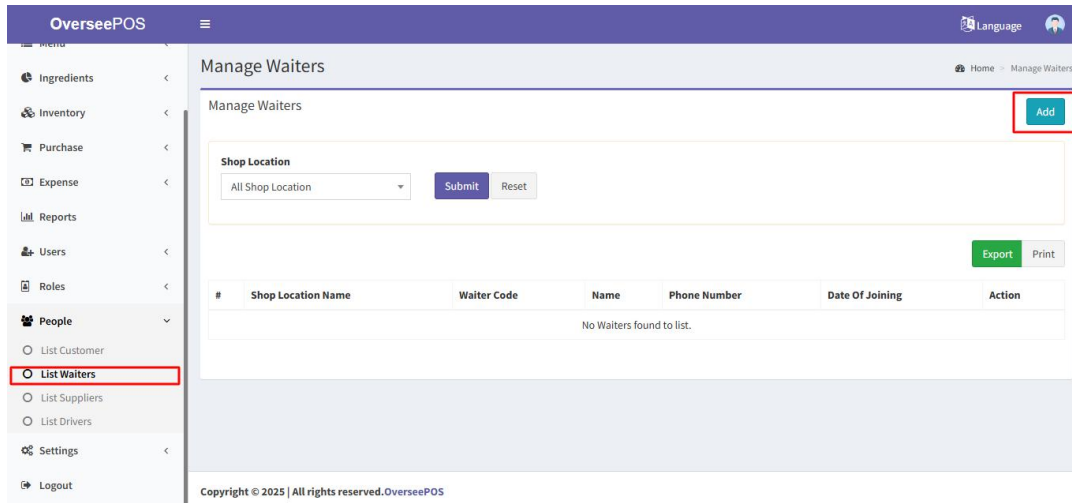 OverseePOS
Language
Menu
Ingredients
Inventory
Purchase
Expense
Reports
Users
Roles
People
List Customer
List Waiters
List Suppliers
List Drivers
Settings
Logout
Manage Waiters
Home > Manage Waiters
Manage Waiters
Add
Shop Location
All Shop Location
Submit
Reset
Export
Print
# Shop Location Name Waiter Code Name Phone Number Date Of Joining Action
No Waiters found to list.
Copyright © 2025 | All rights reserved.OverseePOS